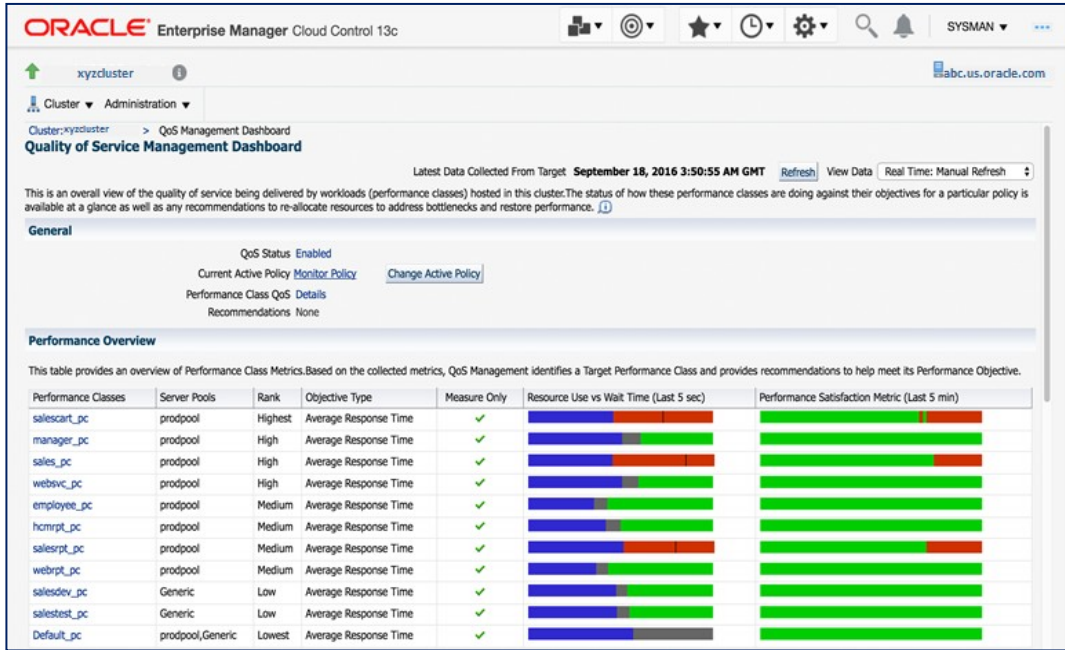 ORACLE Enterprise Manager Cloud Control 13c SYSMAN
xyzcluster abc.us.oracle.com
Cluster Administration
Cluster:xyzcluster > QoS Management Dashboard
Quality of Service Management Dashboard
Latest Data Collected From Target September 18, 2016 3:50:55 AM GMT Refresh View Data Real Time: Manual Refresh
This is an overall view of the quality of service being delivered by workloads (performance classes) hosted in this cluster.The status of how these performance classes are doing against their objectives for a particular policy is
available at a glance as well as any recommendations to re-allocate resources to address bottlenecks and restore performance.
General
QoS Status Enabled
Current Active Policy Monitor Policy Change Active Policy
Performance Class QoS Details
Recommendations None
Performance Overview
This table provides an overview of Performance Class Metrics.Based on the collected metrics, QoS Management identifies a Target Performance Class and provides recommendations to help meet its Performance Objective.
Performance Classes Server Pools Rank Objective Type Measure Only Resource Use vs Wait Time (Last 5 sec) Performance Satisfaction Metric (Last 5 min)
salescart_pc prodpool Highest Average Response Time
manager_pc prodpool High Average Response Time
sales_pc prodpool High Average Response Time
websvc_pc prodpool High Average Response Time
employee_pc prodpool Medium Average Response Time
hcmrpt_pc prodpool Medium Average Response Time
salesrpt_pc prodpool Medium Average Response Time
webrpt_pc prodpool Medium Average Response Time
salesdev_pc Generic Low Average Response Time
salestest_pc Generic Low Average Response Time
Default_pc prodpool,Generic Lowest Average Response Time